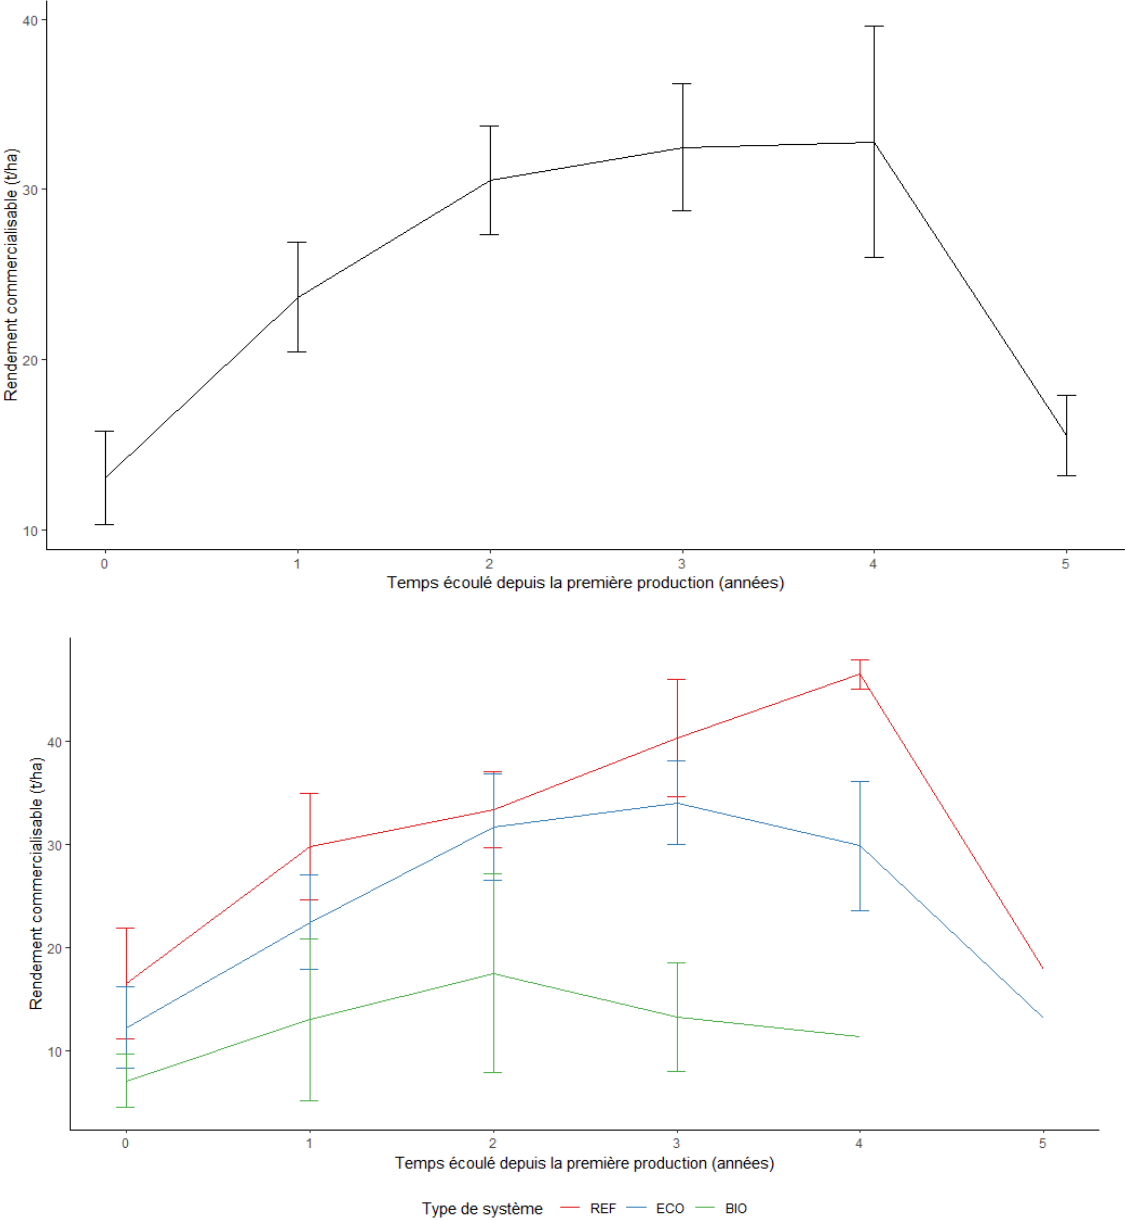 40
30
20
10
Rendement commercialisable (t/ha)
0 1 2 3 4 5
Temps écoulé depuis la première production (années)
40
30
20
10
Rendement commercialisable (t/ha)
0 1 2 3 4 5
Temps écoulé depuis la première production (années)
Type de système REF ECO BIO